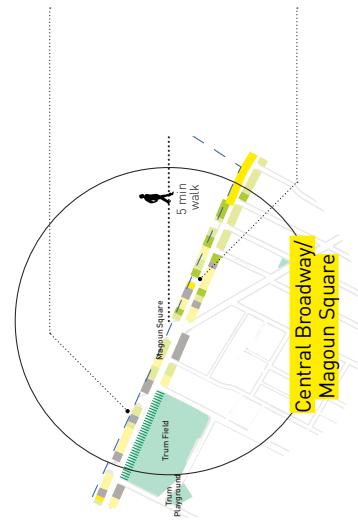 5 min
walk
Magoun Square
Trum Field
Trum
Playground
Central Broadway/
Magoun Square